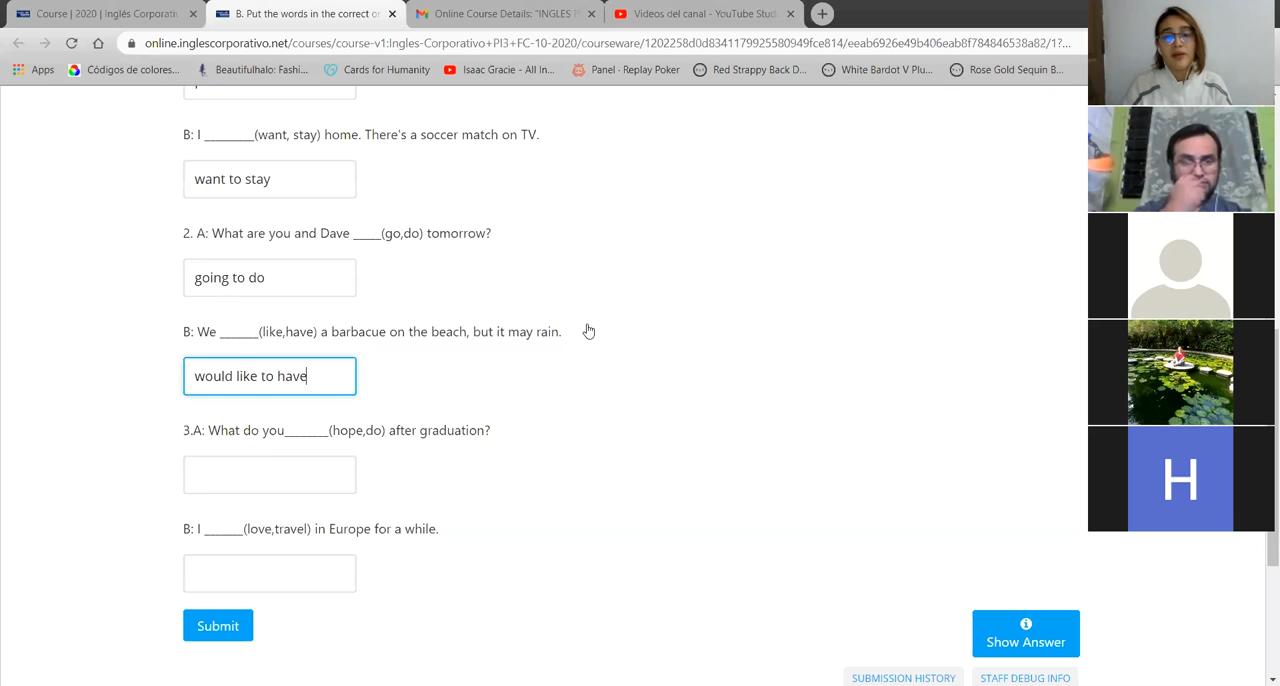 Course | 2020 | Inglés Corporati
B. Put the words in the correct or
Online Course Details: "INGLES P
Videos del canal - YouTube Stud
online.inglescorporativo.net/courses/course-v1:Ingles-Corporativo+PI3+FC-10-2020/courseware/1202258d0d8341179925580949fce814/eeab6926e49b406eab8f784846538a82/1?...
Apps
Códigos de colores...
Beautifulhalo: Fashi...
Cards for Humanity
Isaac Gracie - All In...
Panel · Replay Poker
Red Strappy Back D...
White Bardot V Plu...
Rose Gold Sequin B...
B: I ________(want, stay) home. There's a soccer match on TV.
want to stay
2. A: What are you and Dave ____(go,do) tomorrow?
going to do
B: We ______(like,have) a barbacue on the beach, but it may rain.
would like to have
3.A: What do you_______(hope,do) after graduation?
B: I ______(love,travel) in Europe for a while.
Submit
Show Answer
SUBMISSION HISTORY
STAFF DEBUG INFO
H